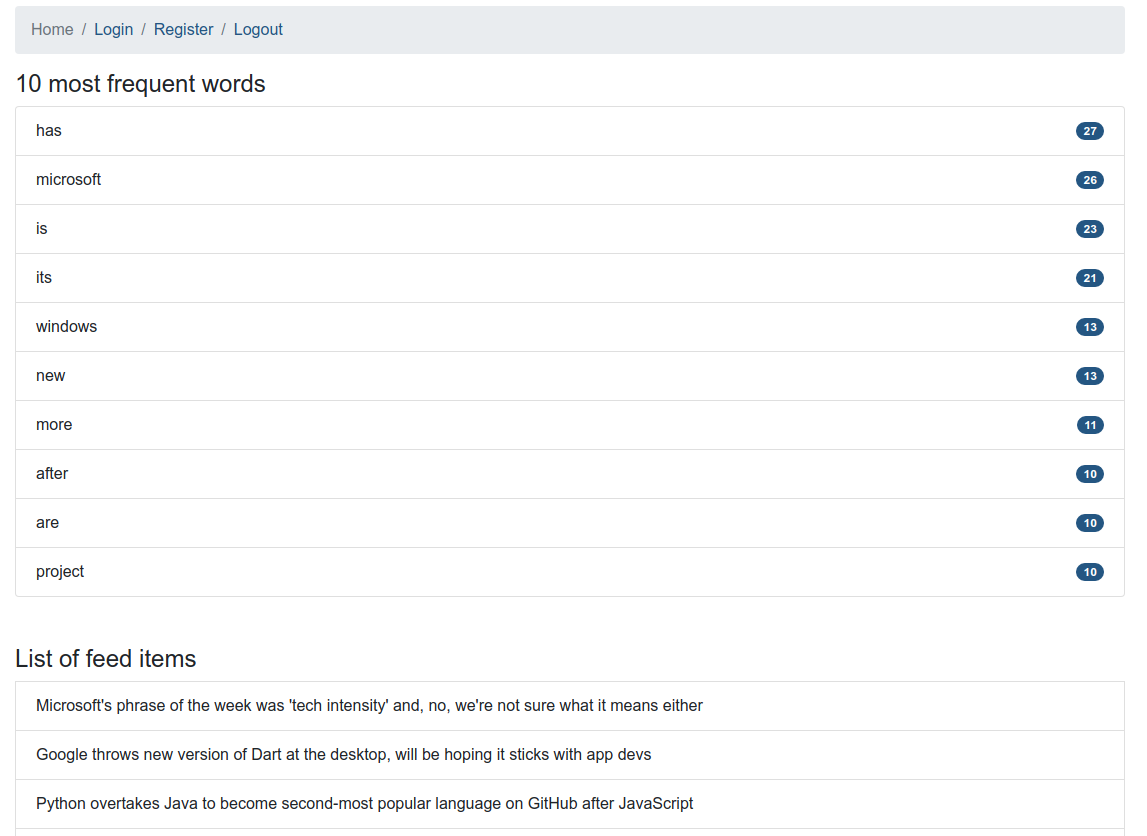 Home / Login / Register / Logout
10 most frequent words
has 27
microsoft 26
is 23
its 21
windows 13
new 13
more 11
after 10
are 10
project 10
List of feed items
Microsoft's phrase of the week was 'tech intensity' and, no, we're not sure what it means either
Google throws new version of Dart at the desktop, will be hoping it sticks with app devs
Python overtakes Java to become second-most popular language on GitHub after JavaScript